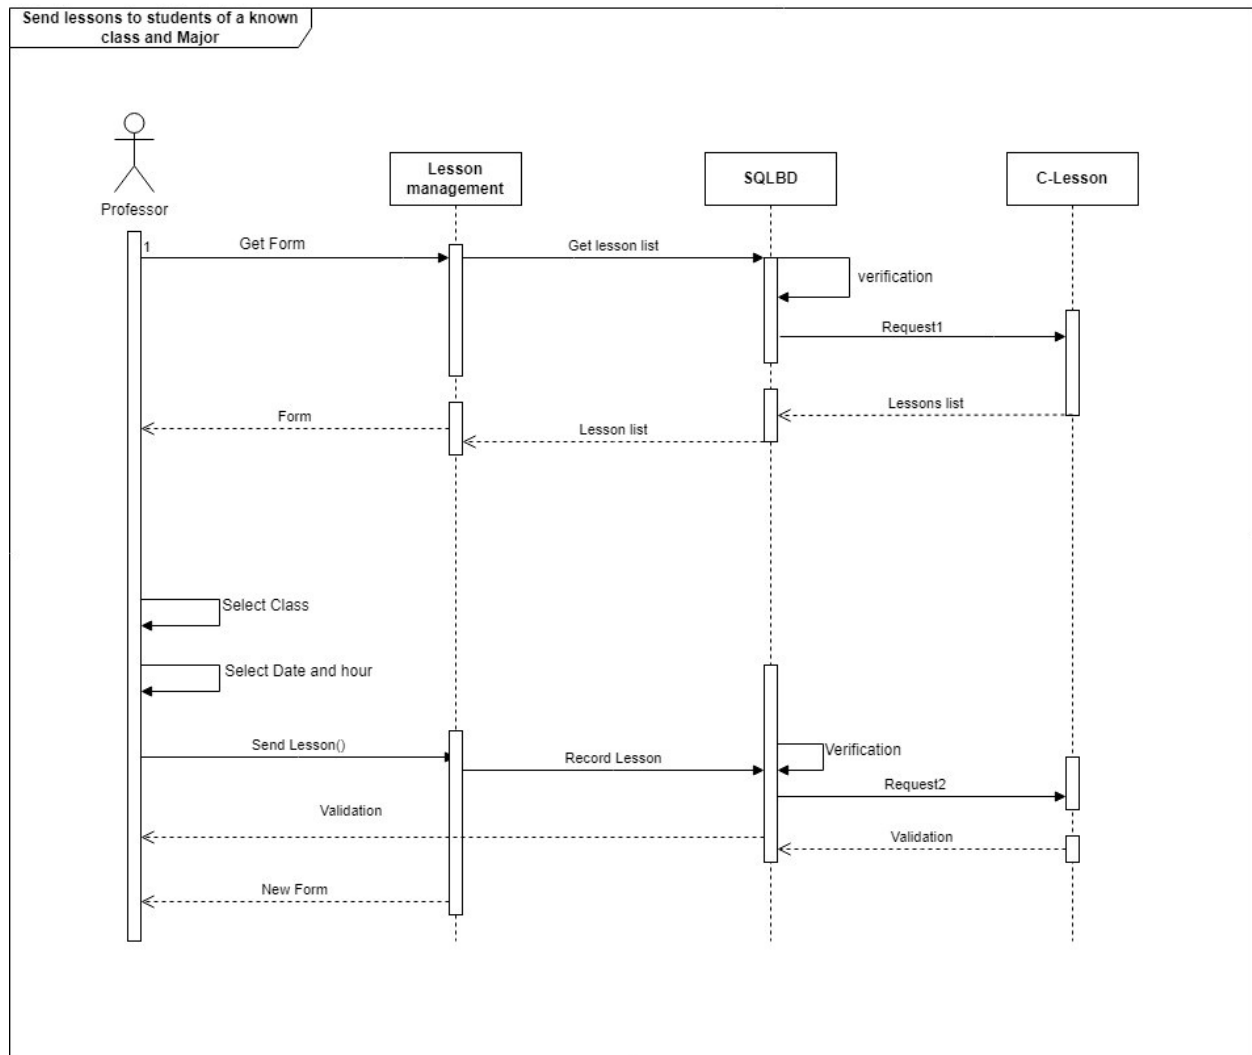 Send lessons to students of a known
class and Major
Lesson
management
SQLBD
C-Lesson
Professor
1
Get Form
Get lesson list
verification
Request1
Lessons list
Form
Lesson list
Select Class
Select Date and hour
Send Lesson()
Record Lesson
Verification
Request2
Validation
Validation
New Form